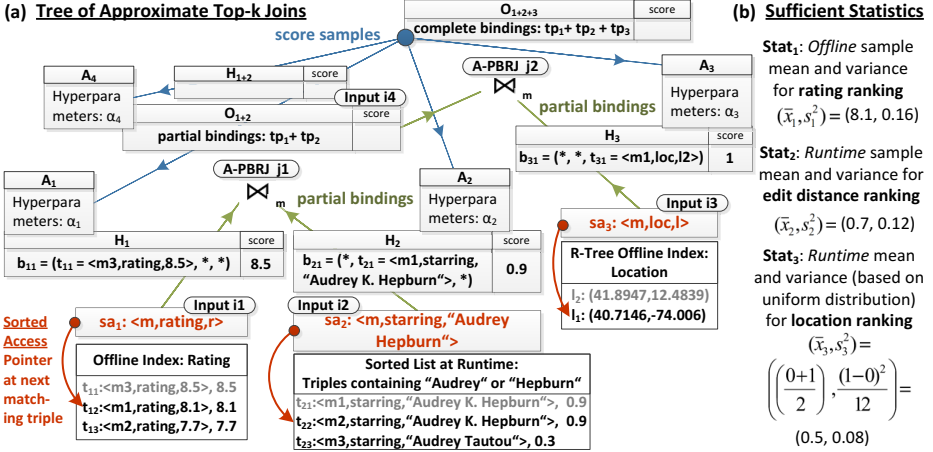 (a) Tree of Approximate Top-k Joins
O1+2+3 score
complete bindings: tp1+ tp2 + tp3
score samples
A4
Hyperpara
meters: α4
H1+2 score
Input i4
O1+2 score
partial bindings: tp1+ tp2
A-PBRJ j2
⋈ m
partial bindings
A3
Hyperpara
meters: α3
H3 score
b31 = (*, *, t31 = <m1,loc,l2>) 1
A-PBRJ j1
⋈ m
partial bindings
A1
Hyperpara
meters: α1
A2
Hyperpara
meters: α2
H1 score
b11 = (t11 = <m3,rating,8.5>, *, *) 8.5
H2 score
b21 = (*, t21 = <m1,starring,
“Audrey K. Hepburn“>, *) 0.9
Input i3
sa3: <m,loc,l>
R-Tree Offline Index:
Location
l2: (41.8947,12.4839)
l1: (40.7146,-74.006)
Input i1
sa1: <m,rating,r>
Sorted
Access
Pointer
at next
match-
ing triple
Offline Index: Rating
t11:<m3,rating,8.5>, 8.5
t12:<m1,rating,8.1>, 8.1
t13:<m2,rating,7.7>, 7.7
Input i2
sa2: <m,starring,“Audrey
Hepburn“>
Sorted List at Runtime:
Triples containing “Audrey“ or “Hepburn“
t21:<m1,starring,“Audrey K. Hepburn“>, 0.9
t22:<m2,starring,“Audrey K. Hepburn“>, 0.9
t23:<m3,starring,“Audrey Tautou“>, 0.3
(b) Sufficient Statistics
Stat1: Offline sample
mean and variance
for rating ranking
(x̄1,s1²) = (8.1, 0.16)
Stat2: Runtime sample
mean and variance for
edit distance ranking
(x̄2,s2²) = (0.7, 0.12)
Stat3: Runtime mean
and variance (based on
uniform distribution)
for location ranking
(x̄3,s3²) =
((0+1)/2, (1–0)²/12) =
(0.5, 0.08)